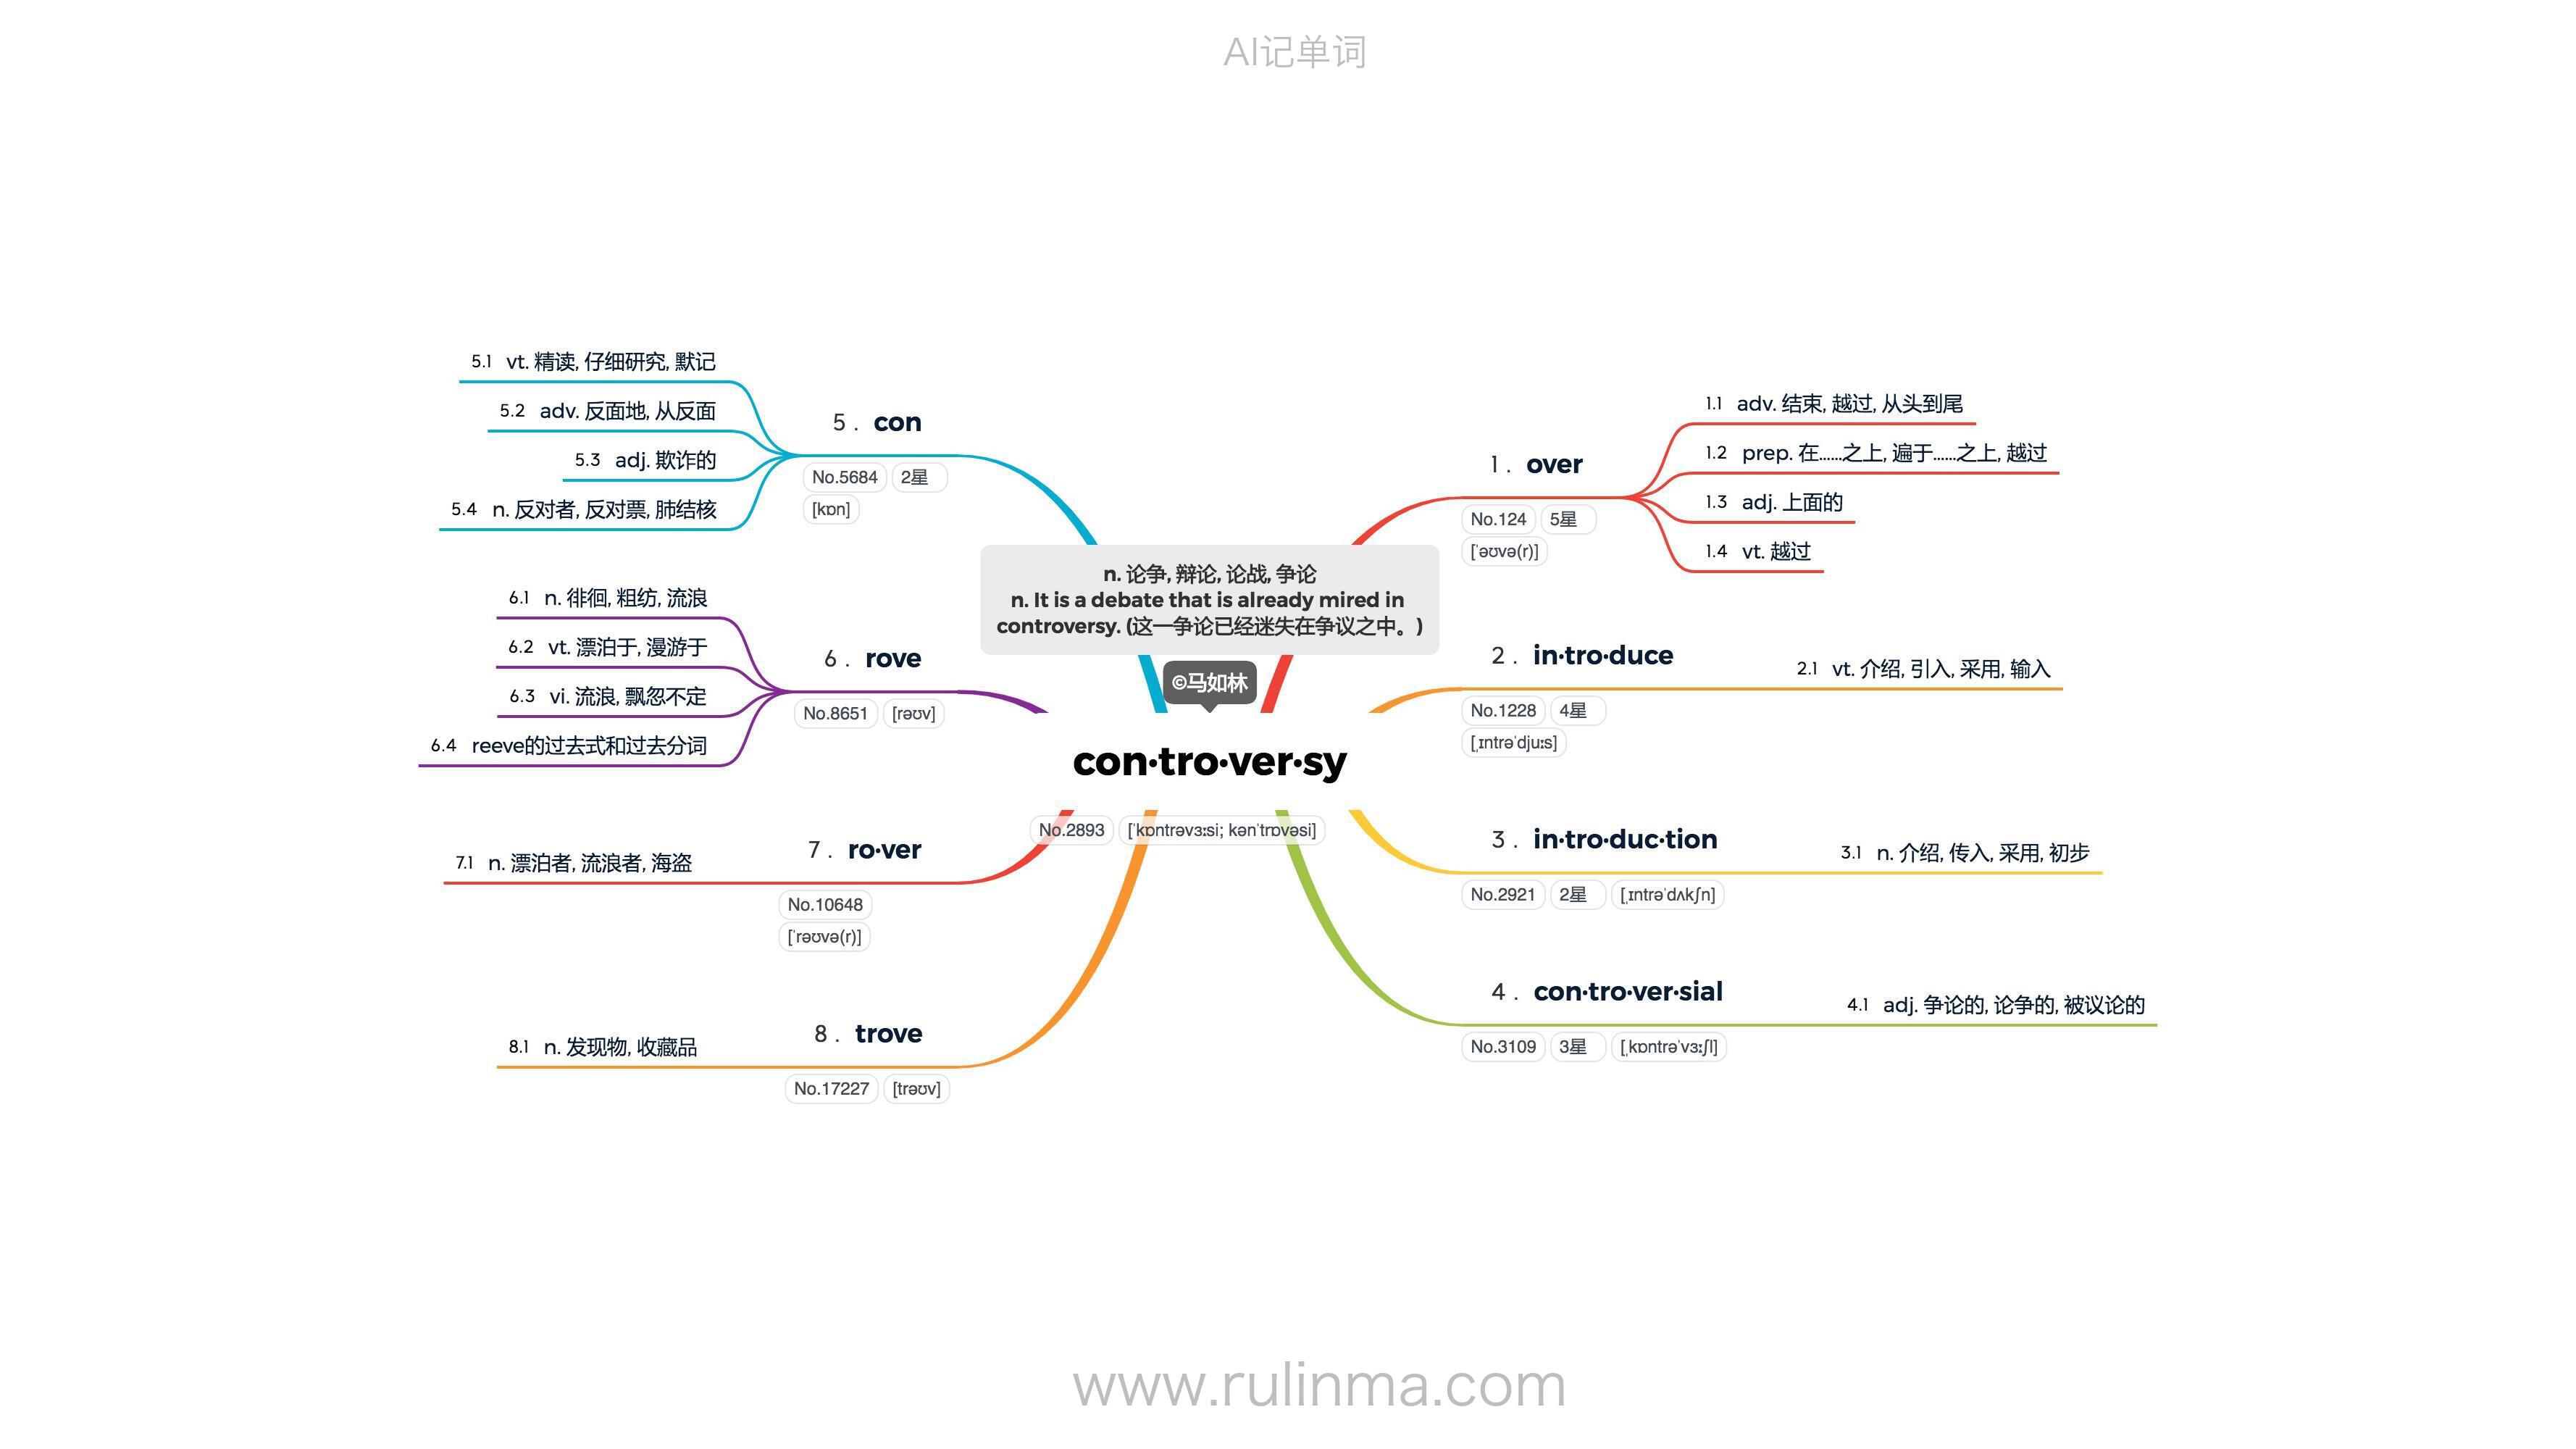 AI记单词
n. 论争, 辩论, 论战, 争论
n. It is a debate that is already mired in
controversy. (这一争论已经迷失在争议之中。)
©马如林
con·tro·ver·sy
No.2893 [ˈkɒntrəvɜːsi; kənˈtrɒvəsi]
1 . over
No.124 5星
[ˈəʊvə(r)]
1.1 adv. 结束, 越过, 从头到尾
1.2 prep. 在……之上, 遍于……之上, 越过
1.3 adj. 上面的
1.4 vt. 越过
2 . in·tro·duce
No.1228 4星
[ˌɪntrəˈdjuːs]
2.1 vt. 介绍, 引入, 采用, 输入
3 . in·tro·duc·tion
No.2921 2星 [ˌɪntrəˈdʌkʃn]
3.1 n. 介绍, 传入, 采用, 初步
4 . con·tro·ver·sial
No.3109 3星 [ˌkɒntrəˈvɜːʃl]
4.1 adj. 争论的, 论争的, 被议论的
5 . con
No.5684 2星
[kɒn]
5.1 vt. 精读, 仔细研究, 默记
5.2 adv. 反面地, 从反面
5.3 adj. 欺诈的
5.4 n. 反对者, 反对票, 肺结核
6 . rove
No.8651 [rəʊv]
6.1 n. 徘徊, 粗纺, 流浪
6.2 vt. 漂泊于, 漫游于
6.3 vi. 流浪, 飘忽不定
6.4 reeve的过去式和过去分词
7 . ro·ver
No.10648
[ˈrəʊvə(r)]
7.1 n. 漂泊者, 流浪者, 海盗
8 . trove
No.17227 [trəʊv]
8.1 n. 发现物, 收藏品
www.rulinma.com